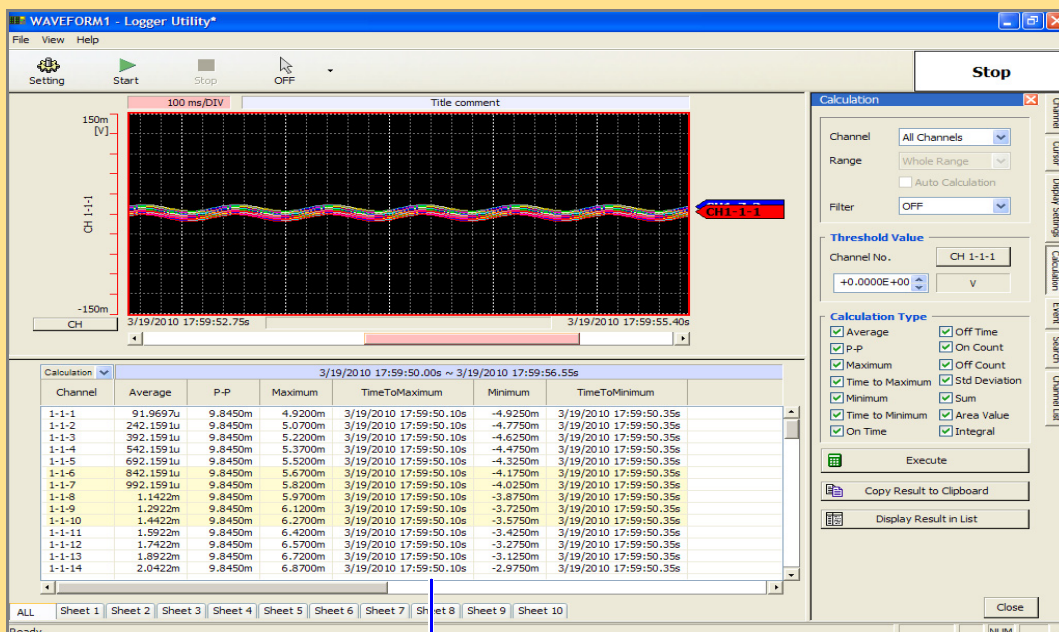 WAVEFORM1 - Logger Utility*
File View Help
Setting Start Stop OFF
Stop
100 ms/DIV Title comment
150m
[V]
CH 1-1-1
-150m
CH1-1-1
CH 3/19/2010 17:59:52.75s 3/19/2010 17:59:55.40s
Calculation 3/19/2010 17:59:50.00s ~ 3/19/2010 17:59:56.55s
Channel Average P-P Maximum TimeToMaximum Minimum TimeToMinimum
1-1-1 91.9697u 9.8450m 4.9200m 3/19/2010 17:59:50.10s -4.9250m 3/19/2010 17:59:50.35s
1-1-2 242.1591u 9.8450m 5.0700m 3/19/2010 17:59:50.10s -4.7750m 3/19/2010 17:59:50.35s
1-1-3 392.1591u 9.8450m 5.2200m 3/19/2010 17:59:50.10s -4.6250m 3/19/2010 17:59:50.35s
1-1-4 542.1591u 9.8450m 5.3700m 3/19/2010 17:59:50.10s -4.4750m 3/19/2010 17:59:50.35s
1-1-5 692.1591u 9.8450m 5.5200m 3/19/2010 17:59:50.10s -4.3250m 3/19/2010 17:59:50.35s
1-1-6 842.1591u 9.8450m 5.6700m 3/19/2010 17:59:50.10s -4.1750m 3/19/2010 17:59:50.35s
1-1-7 992.1591u 9.8450m 5.8200m 3/19/2010 17:59:50.10s -4.0250m 3/19/2010 17:59:50.35s
1-1-8 1.1422m 9.8450m 5.9700m 3/19/2010 17:59:50.10s -3.8750m 3/19/2010 17:59:50.35s
1-1-9 1.2922m 9.8450m 6.1200m 3/19/2010 17:59:50.10s -3.7250m 3/19/2010 17:59:50.35s
1-1-10 1.4422m 9.8450m 6.2700m 3/19/2010 17:59:50.10s -3.5750m 3/19/2010 17:59:50.35s
1-1-11 1.5922m 9.8450m 6.4200m 3/19/2010 17:59:50.10s -3.4250m 3/19/2010 17:59:50.35s
1-1-12 1.7422m 9.8450m 6.5700m 3/19/2010 17:59:50.10s -3.2750m 3/19/2010 17:59:50.35s
1-1-13 1.8922m 9.8450m 6.7200m 3/19/2010 17:59:50.10s -3.1250m 3/19/2010 17:59:50.35s
1-1-14 2.0422m 9.8450m 6.8700m 3/19/2010 17:59:50.10s -2.9750m 3/19/2010 17:59:50.35s
ALL Sheet 1 Sheet 2 Sheet 3 Sheet 4 Sheet 5 Sheet 6 Sheet 7 Sheet 8 Sheet 9 Sheet 10
Calculation
Channel All Channels
Range Whole Range
Auto Calculation
Filter OFF
Threshold Value
Channel No. CH 1-1-1
+0.0000E+00 V
Calculation Type
Average Off Time
P-P On Count
Maximum Off Count
Time to Maximum Std Deviation
Minimum Sum
Time to Minimum Area Value
On Time Integral
Execute
Copy Result to Clipboard
Display Result in List
Close
Channel
Cursor
Display Settings
Calculation
Event
Search
Channel List
Ready NUM